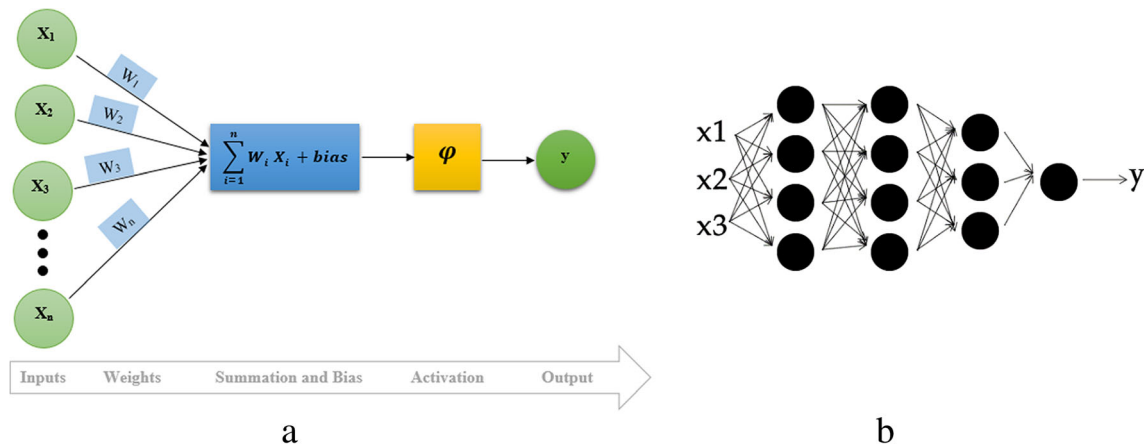 X₁
W₁
X₂
W₂
X₃
W₃
Wₙ
Xₙ
n
∑ Wᵢ Xᵢ + bias
i=1
φ
y
Inputs Weights Summation and Bias Activation Output
a
x1
x2
x3
y
b